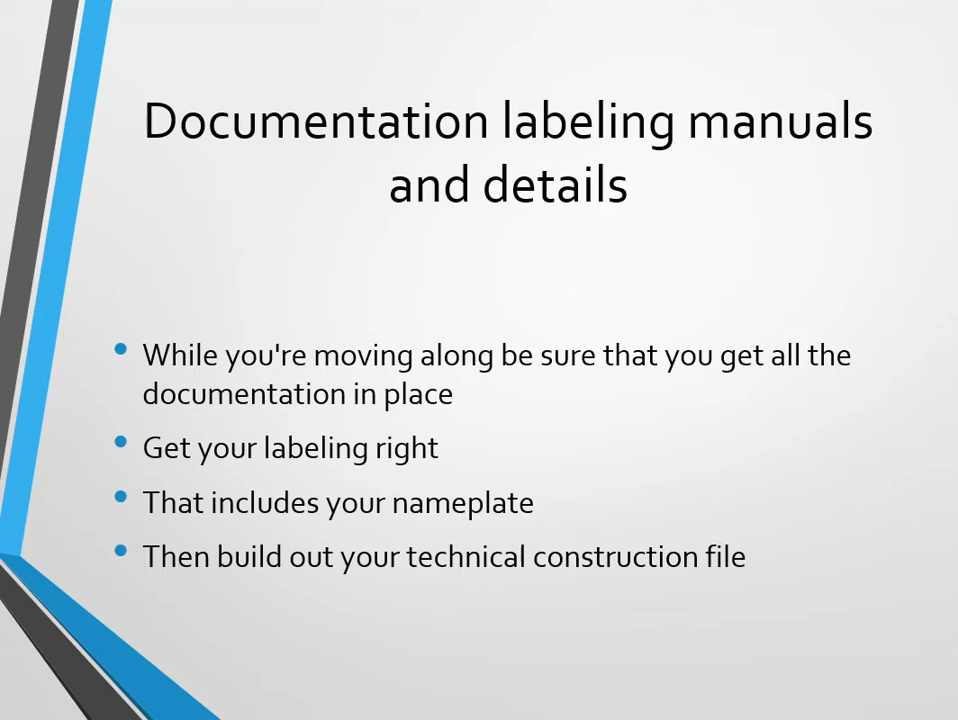 Documentation labeling manuals
and details
• While you're moving along be sure that you get all the
documentation in place
• Get your labeling right
• That includes your nameplate
• Then build out your technical construction file